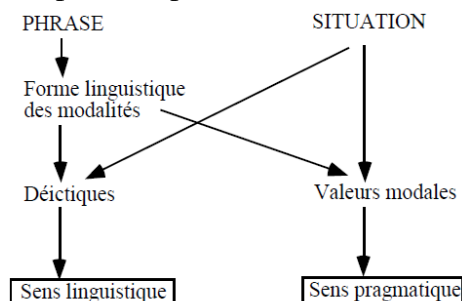 PHRASE
SITUATION
Forme linguistique
des modalités
Déictiques
Valeurs modales
Sens linguistique
Sens pragmatique